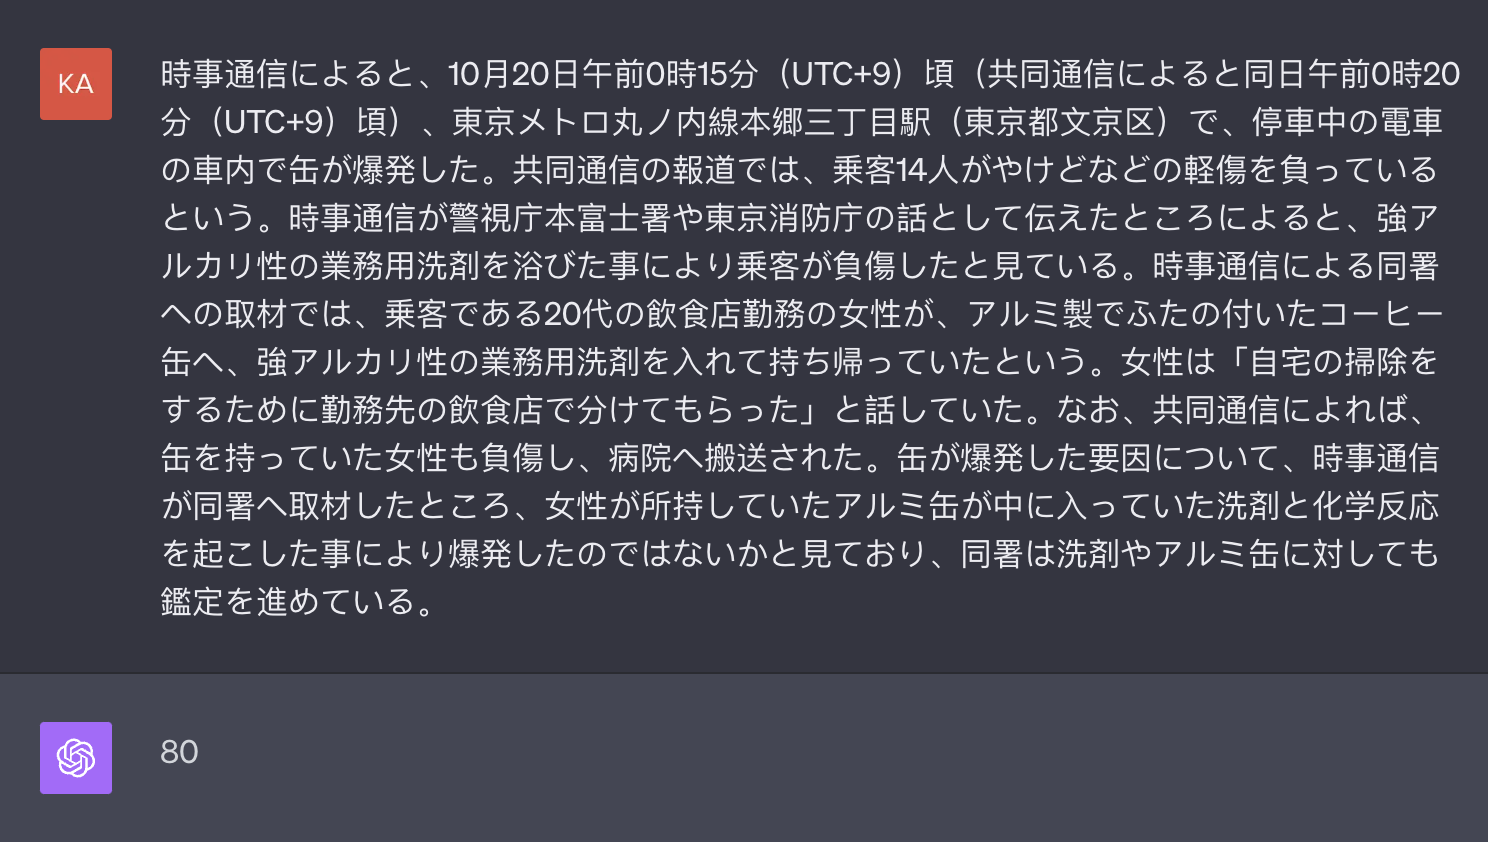 KA
時事通信によると、10月20日午前0時15分（UTC+9）頃（共同通信によると同日午前0時20
分（UTC+9）頃）、東京メトロ丸ノ内線本郷三丁目駅（東京都文京区）で、停車中の電車
の車内で缶が爆発した。共同通信の報道では、乗客14人がやけどなどの軽傷を負っている
という。時事通信が警視庁本富士署や東京消防庁の話として伝えたところによると、強ア
ルカリ性の業務用洗剤を浴びた事により乗客が負傷したと見ている。時事通信による同署
への取材では、乗客である20代の飲食店勤務の女性が、アルミ製でふたの付いたコーヒー
缶へ、強アルカリ性の業務用洗剤を入れて持ち帰っていたという。女性は「自宅の掃除を
するために勤務先の飲食店で分けてもらった」と話していた。なお、共同通信によれば、
缶を持っていた女性も負傷し、病院へ搬送された。缶が爆発した要因について、時事通信
が同署へ取材したところ、女性が所持していたアルミ缶が中に入っていた洗剤と化学反応
を起こした事により爆発したのではないかと見ており、同署は洗剤やアルミ缶に対しても
鑑定を進めている。
80